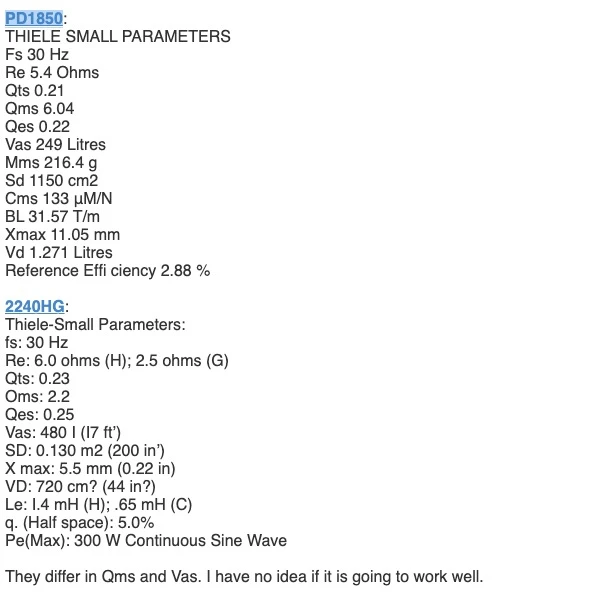 PD1850:
THIELE SMALL PARAMETERS
Fs 30 Hz
Re 5.4 Ohms
Qts 0.21
Qms 6.04
Qes 0.22
Vas 249 Litres
Mms 216.4 g
Sd 1150 cm2
Cms 133 µM/N
BL 31.57 T/m
Xmax 11.05 mm
Vd 1.271 Litres
Reference Effi ciency 2.88 %
2240HG:
Thiele-Small Parameters:
fs: 30 Hz
Re: 6.0 ohms (H); 2.5 ohms (G)
Qts: 0.23
Oms: 2.2
Qes: 0.25
Vas: 480 l (l7 ft’)
SD: 0.130 m2 (200 in’)
X max: 5.5 mm (0.22 in)
VD: 720 cm? (44 in?)
Le: l.4 mH (H); .65 mH (C)
q. (Half space): 5.0%
Pe(Max): 300 W Continuous Sine Wave
They differ in Qms and Vas. I have no idea if it is going to work well.